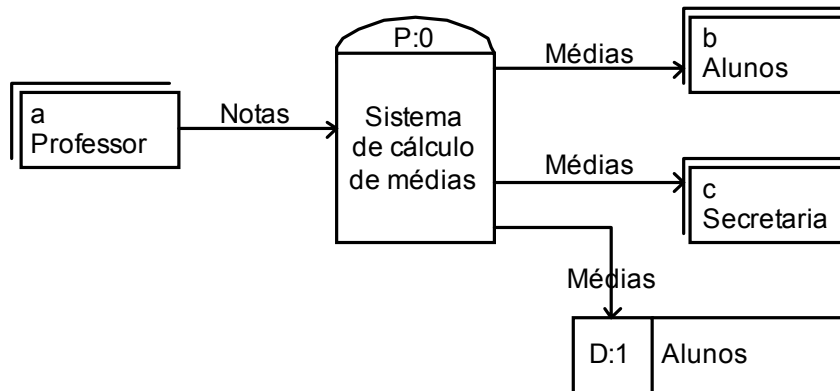 P:0
Médias
b
Alunos
a
Professor
Notas
Sistema
de cálculo
de médias
Médias
c
Secretaria
Médias
D:1 Alunos